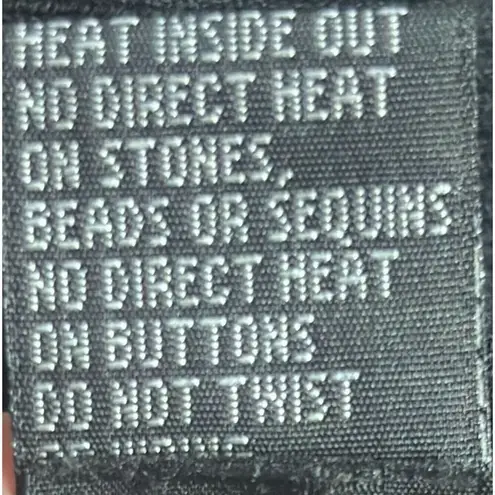 HEAT INSIDE OUT
NO DIRECT HEAT
ON STONES,
BEADS OR SEQUINS
NO DIRECT HEAT
ON BUTTONS
DO NOT TWIST